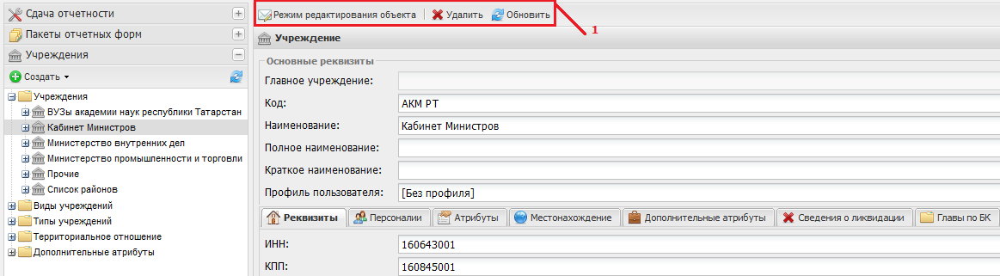 Сдача отчетности
Пакеты отчетных форм
Учреждения
Создать
Учреждения
ВУЗы академии наук республики Татарстан
Кабинет Министров
Министерство внутренних дел
Министерство промышленности и торговли
Прочие
Список районов
Виды учреждений
Типы учреждений
Территориальное отношение
Дополнительные атрибуты
Режим редактирования объекта Удалить Обновить
1
Учреждение
Основные реквизиты
Главное учреждение:
Код: АКМ РТ
Наименование: Кабинет Министров
Полное наименование:
Краткое наименование:
Профиль пользователя: [Без профиля]
Реквизиты Персоналии Атрибуты Местонахождение Дополнительные атрибуты Сведения о ликвидации Главы по БК
ИНН: 160643001
КПП: 160845001